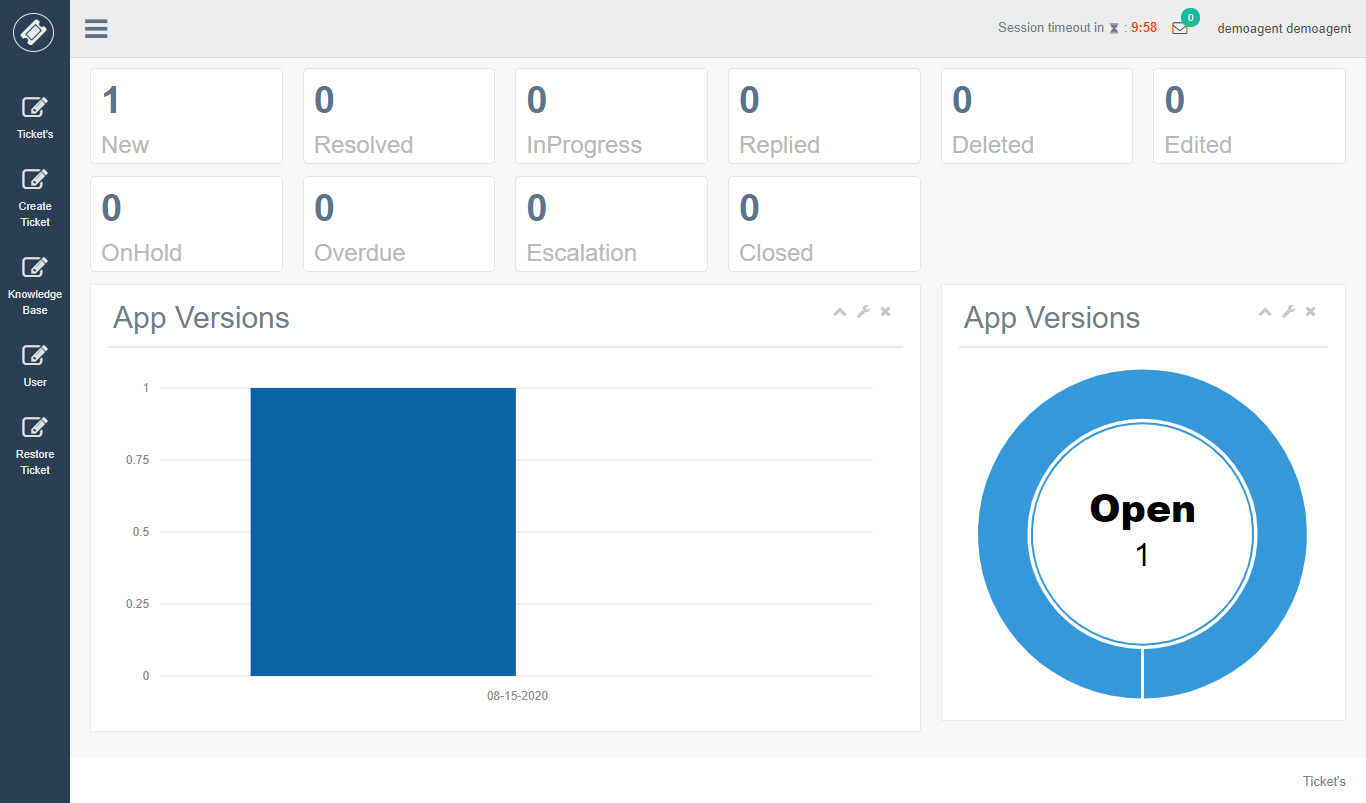 Session timeout in : 9:58
0
demoagent demoagent
Ticket's
Create
Ticket
Knowledge
Base
User
Restore
Ticket
1
New
0
Resolved
0
InProgress
0
Replied
0
Deleted
0
Edited
0
OnHold
0
Overdue
0
Escalation
0
Closed
App Versions
1
0.75
0.5
0.25
0
08-15-2020
App Versions
Open
1
Ticket's